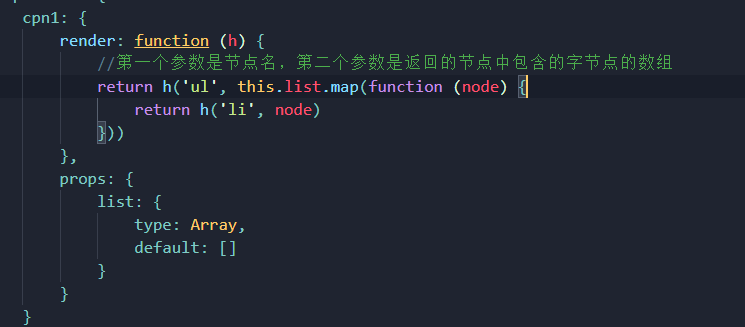 cpn1: {
render: function (h) {
//第一个参数是节点名，第二个参数是返回的节点中包含的字节点的数组
return h('ul', this.list.map(function (node) {
return h('li', node)
}))
},
props: {
list: {
type: Array,
default: []
}
}
}